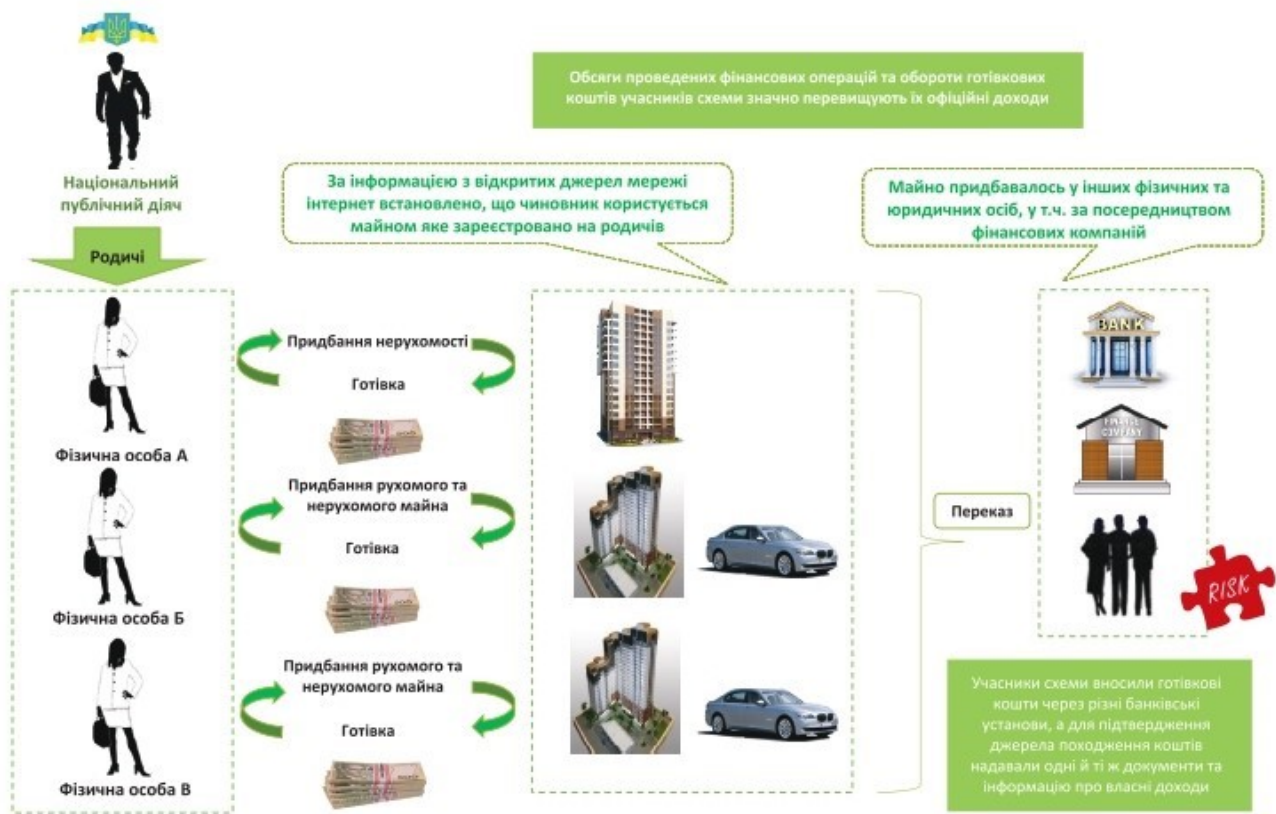 Обсяги проведених фінансових операцій та обороти готівкових
коштів учасників схеми значно перевищують їх офіційні доходи
Національний
публічний діяч
За інформацією з відкритих джерел мережі
інтернет встановлено, що чиновник користується
майном яке зареєстровано на родичів
Майно придбавалось у інших фізичних та
юридичних осіб, у т.ч. за посередництвом
фінансових компаній
Родичі
Придбання нерухомості
Готівка
Фізична особа А
BANK
FINANCE
COMPANY
Придбання рухомого та
нерухомого майна
Готівка
Фізична особа Б
Переказ
RISK
Придбання рухомого та
нерухомого майна
Готівка
Фізична особа В
Учасники схеми вносили готівкові
кошти через різні банківські
установи, а для підтвердження
джерела походження коштів
надавали одні й ті ж документи та
інформацію про власні доходи